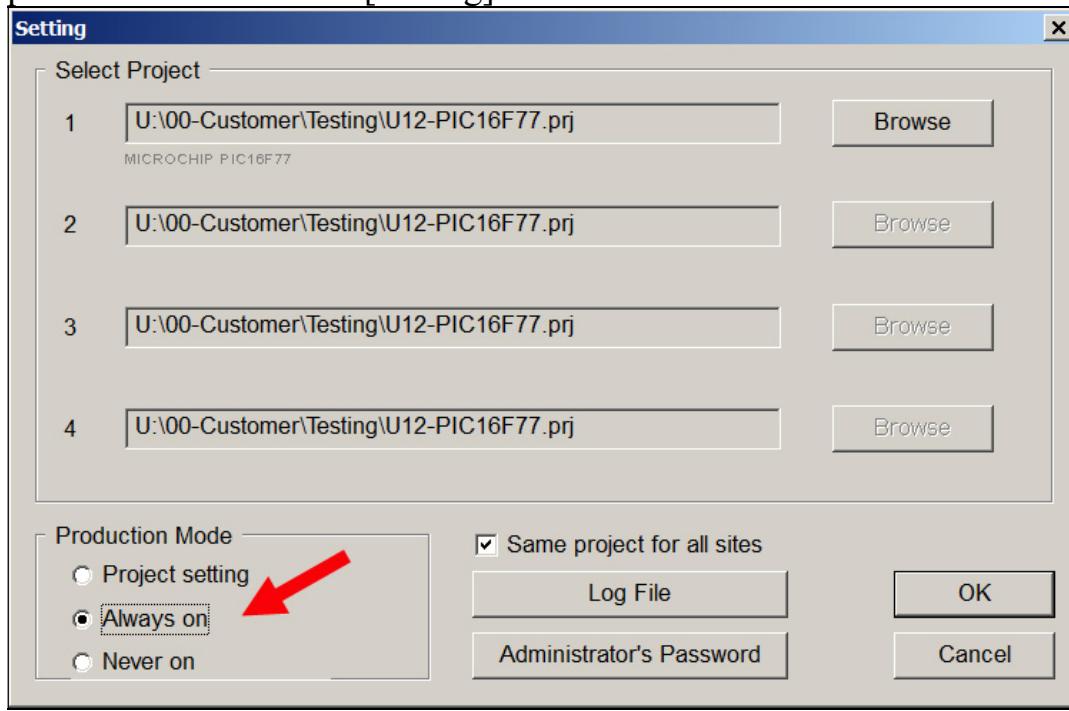 Setting
Select Project
1 U:\00-Customer\Testing\U12-PIC16F77.prj Browse
MICROCHIP PIC16F77
2 U:\00-Customer\Testing\U12-PIC16F77.prj Browse
3 U:\00-Customer\Testing\U12-PIC16F77.prj Browse
4 U:\00-Customer\Testing\U12-PIC16F77.prj Browse
Production Mode
Project setting
Always on
Never on
Same project for all sites
Log File OK
Administrator's Password Cancel